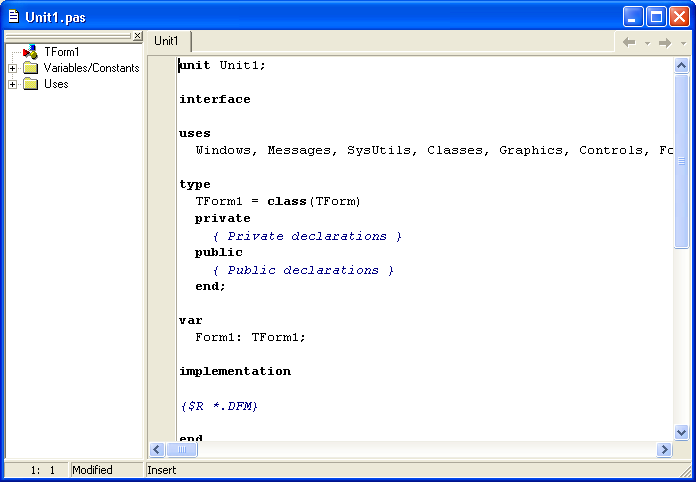 Unit1.pas
TForm1
Variables/Constants
Uses
Unit1
unit Unit1;
interface
uses
Windows, Messages, SysUtils, Classes, Graphics, Controls, Fo
type
TForm1 = class(TForm)
private
{ Private declarations }
public
{ Public declarations }
end;
var
Form1: TForm1;
implementation
{$R *.DFM}
end
1: 1 Modified Insert